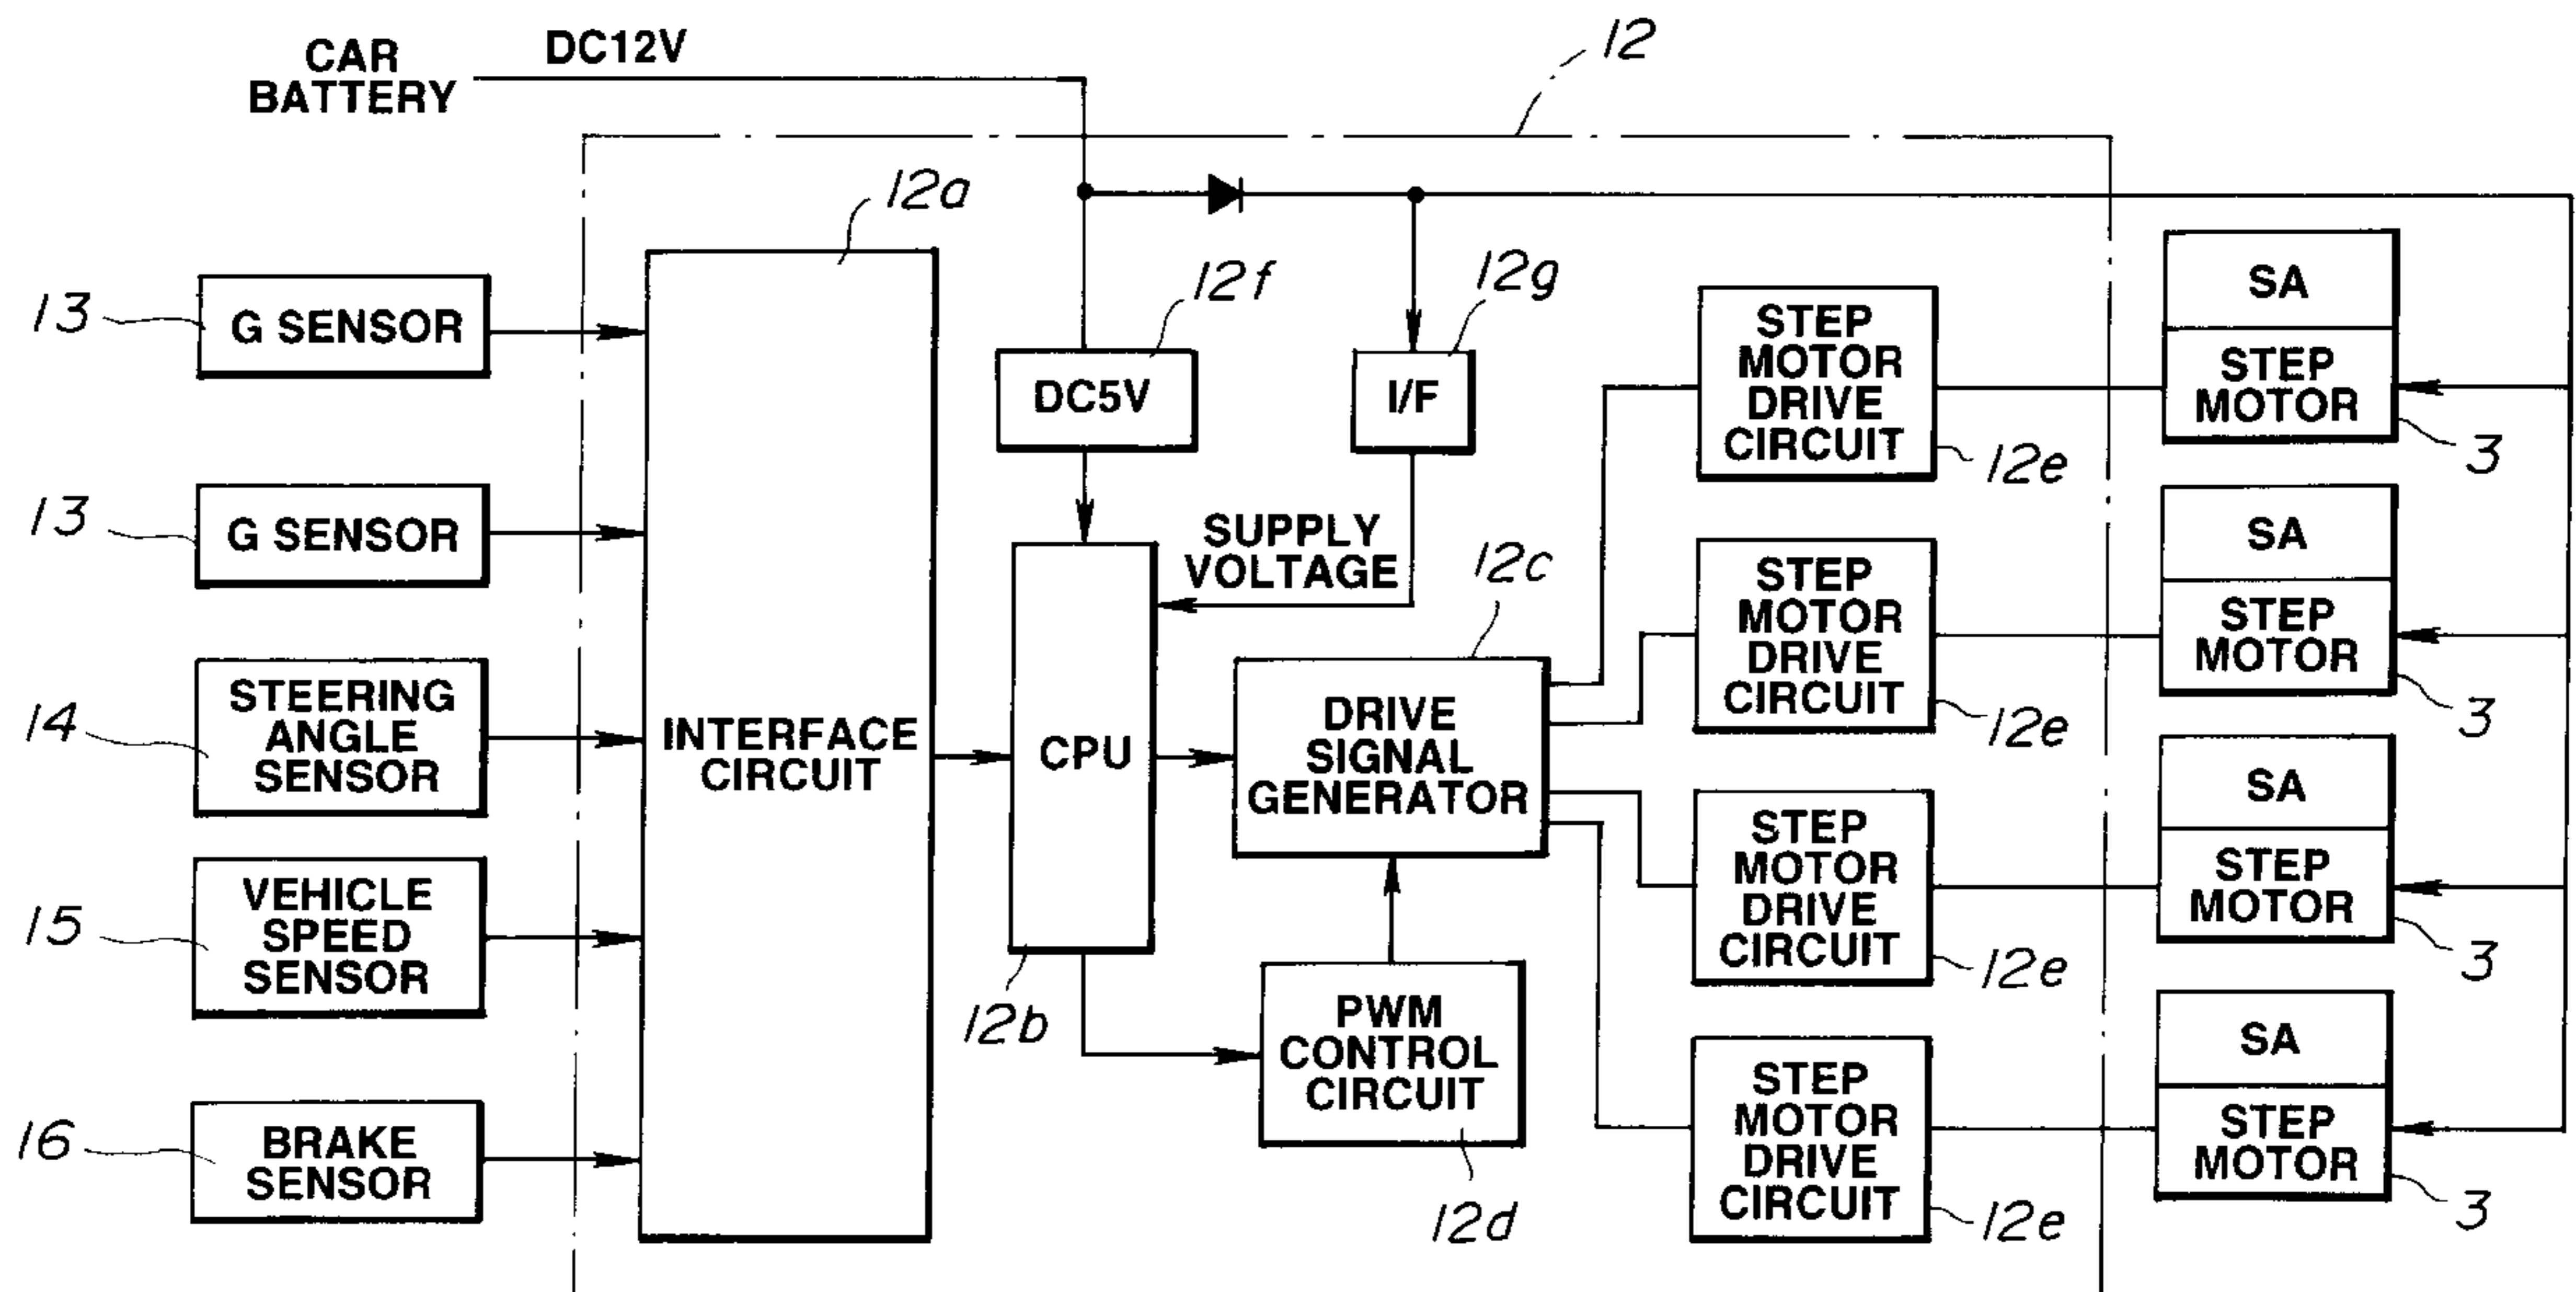 CAR
BATTERY
DC12V
12
12a
12f
12g
13
G SENSOR
13
G SENSOR
14
STEERING
ANGLE
SENSOR
15
VEHICLE
SPEED
SENSOR
16
BRAKE
SENSOR
INTERFACE
CIRCUIT
DC5V
I/F
SUPPLY
VOLTAGE
CPU
12b
12c
DRIVE
SIGNAL
GENERATOR
PWM
CONTROL
CIRCUIT
12d
STEP
MOTOR
DRIVE
CIRCUIT
12e
STEP
MOTOR
DRIVE
CIRCUIT
12e
STEP
MOTOR
DRIVE
CIRCUIT
12e
STEP
MOTOR
DRIVE
CIRCUIT
12e
SA
STEP
MOTOR
3
SA
STEP
MOTOR
3
SA
STEP
MOTOR
3
SA
STEP
MOTOR
3